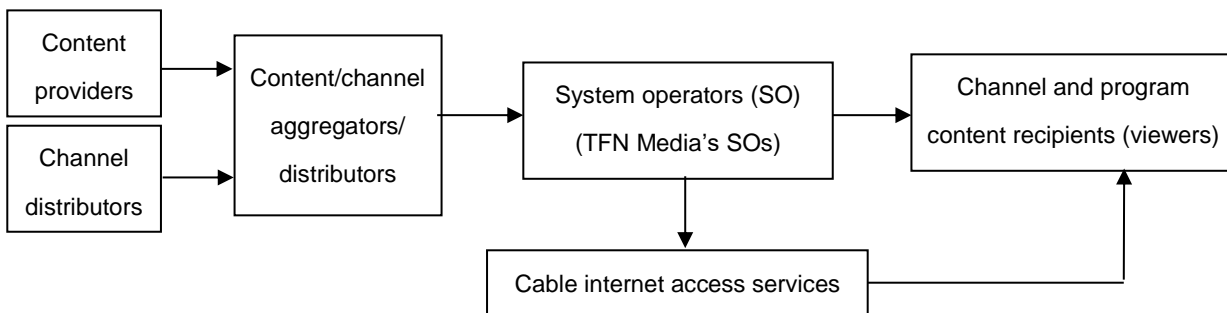 Content
providers
Channel
distributors
Content/channel
aggregators/
distributors
System operators (SO)
(TFN Media's SOs)
Channel and program
content recipients (viewers)
Cable internet access services